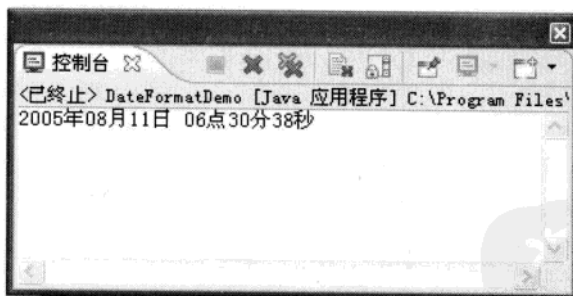 控制台
<已终止> DateFormatDemo [Java 应用程序] C:\Program Files'
2005年08月11日 06点30分38秒